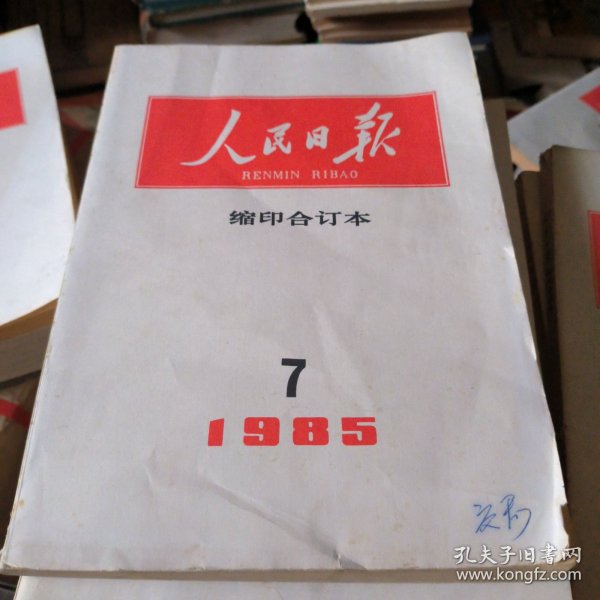 人民日报
RENMIN RIBAO
缩印合订本
7
1985
孔夫子旧书网
www.kongfz.com